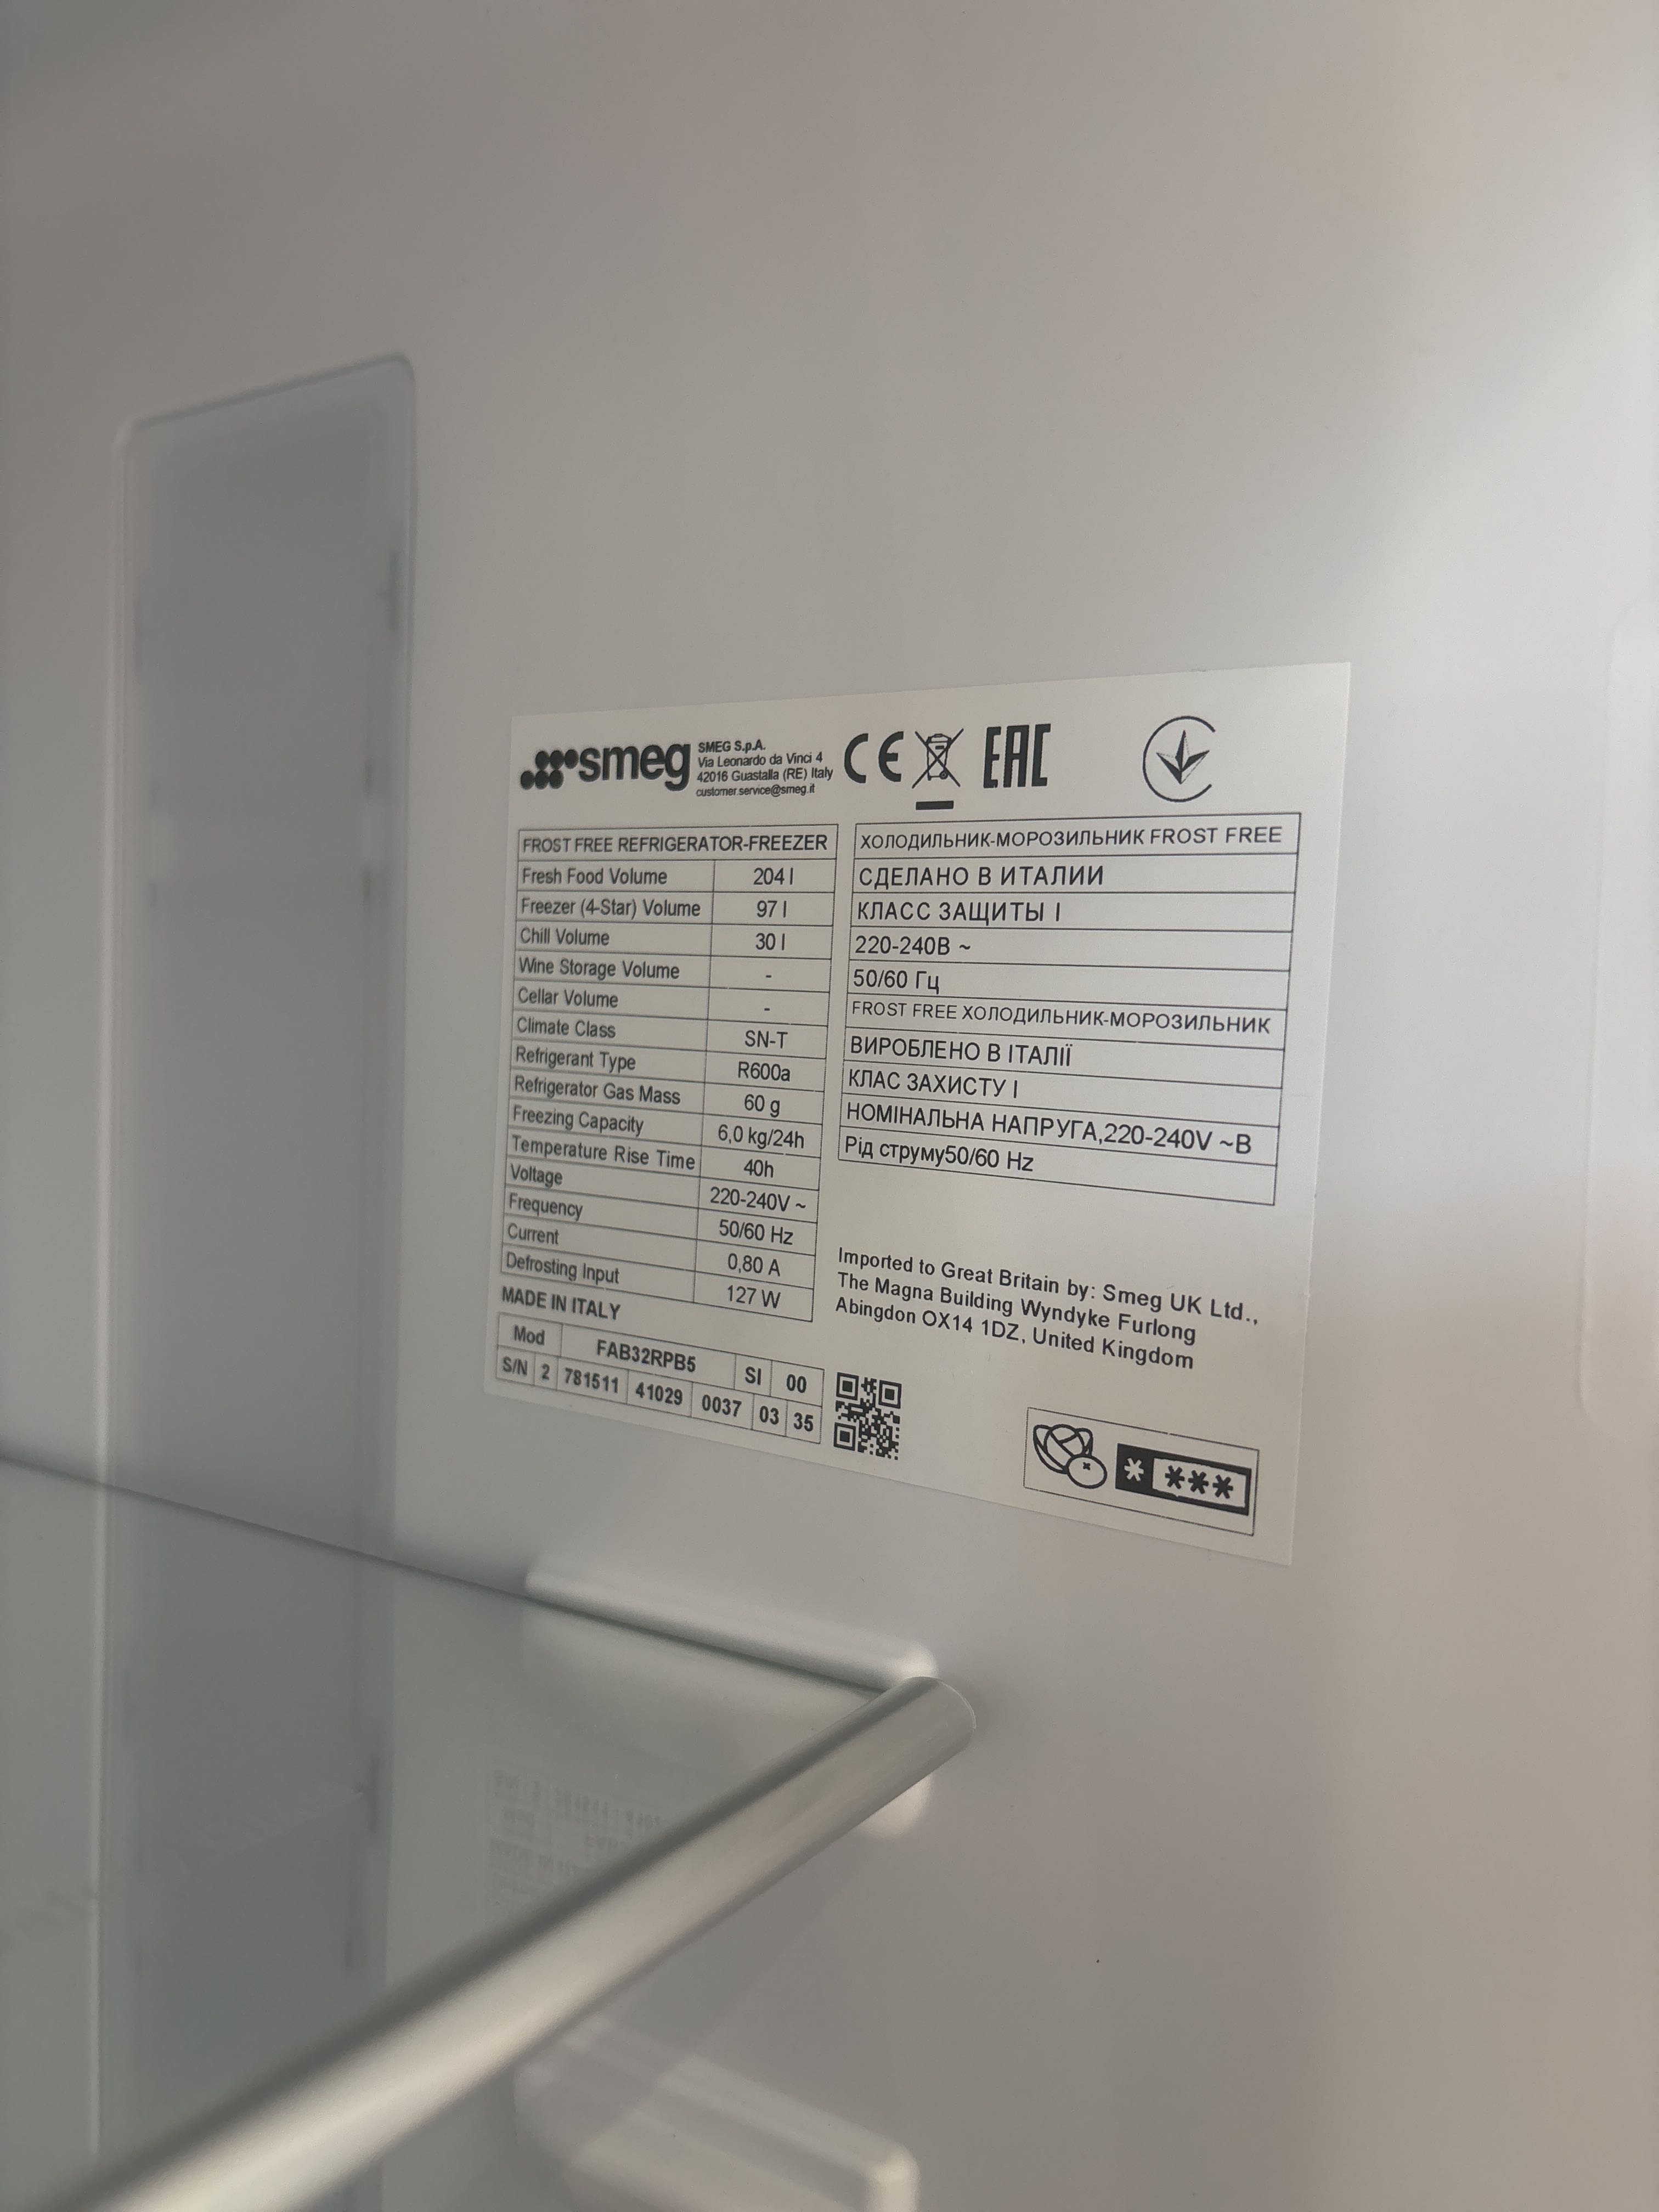 smeg
SMEG S.p.A.
Via Leonardo da Vinci 4
42016 Guastalla (RE) Italy
customer.service@smeg.it
CE
EAC
FROST FREE REFRIGERATOR-FREEZER
Fresh Food Volume 204 l
Freezer (4-Star) Volume 97 l
Chill Volume 30 l
Wine Storage Volume -
Cellar Volume -
Climate Class SN-T
Refrigerant Type R600a
Refrigerator Gas Mass 60 g
Freezing Capacity 6,0 kg/24h
Temperature Rise Time 40h
Voltage 220-240V ~
Frequency 50/60 Hz
Current 0,80 A
Defrosting Input 127 W
MADE IN ITALY
Mod FAB32RPB5 SI 00
S/N 2 781511 41029 0037 03 35
ХОЛОДИЛЬНИК-МОРОЗИЛЬНИК FROST FREE
СДЕЛАНО В ИТАЛИИ
КЛАСС ЗАЩИТЫ I
220-240В ~
50/60 Гц
FROST FREE ХОЛОДИЛЬНИК-МОРОЗИЛЬНИК
ВИРОБЛЕНО В ІТАЛІЇ
КЛАС ЗАХИСТУ I
НОМІНАЛЬНА НАПРУГА,220-240V ~В
Рід струму50/60 Hz
Imported to Great Britain by: Smeg UK Ltd.,
The Magna Building Wyndyke Furlong
Abingdon OX14 1DZ, United Kingdom